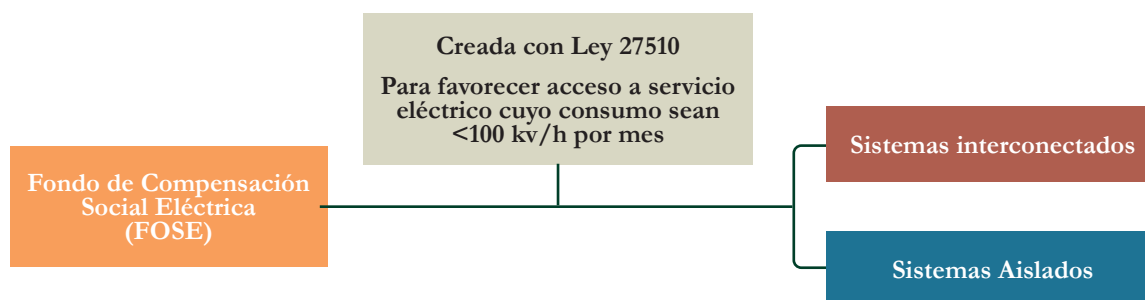 Creada con Ley 27510
Para favorecer acceso a servicio
eléctrico cuyo consumo sean
<100 kv/h por mes
Fondo de Compensación
Social Eléctrica
(FOSE)
Sistemas interconectados
Sistemas Aislados